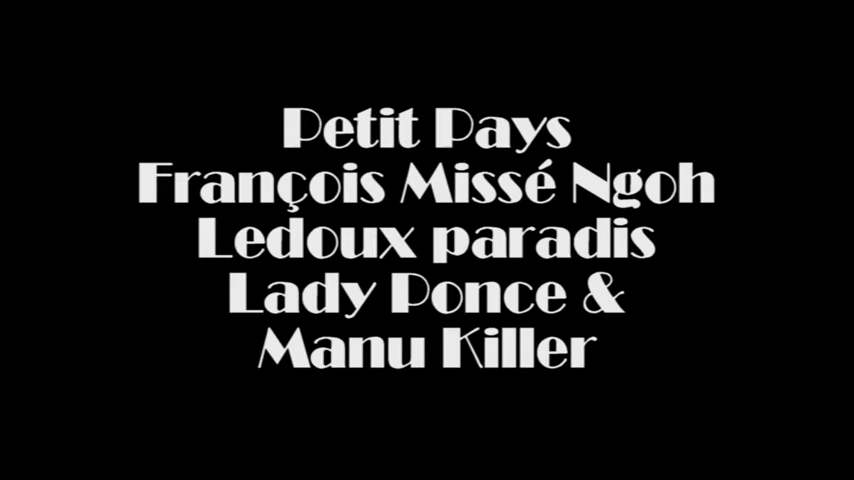 Petit Pays
François Missé Ngoh
Ledoux paradis
Lady Ponce &
Manu Killer